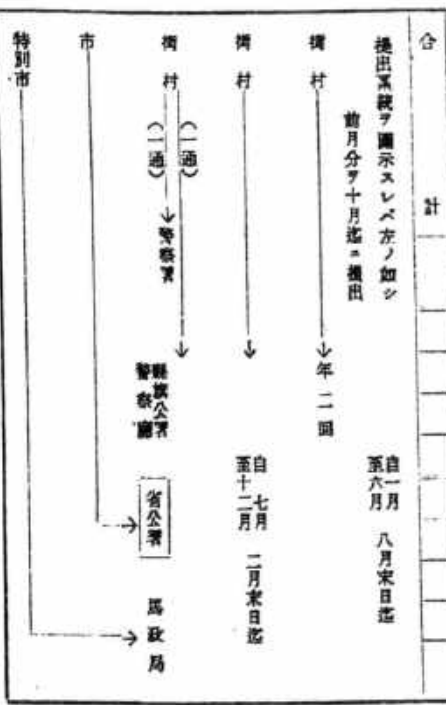 合計
提出系統ヲ圖示スレバ左ノ如シ
前月分ヲ十月迄ニ提出
街村 → 年二回
自一月至六月 八月末日迄
街村 →
自七月至十二月 二月末日迄
街村
(一通) → 縣旗公署
(一通) → 警察署
警察廳
省公署
馬政局
市
特別市